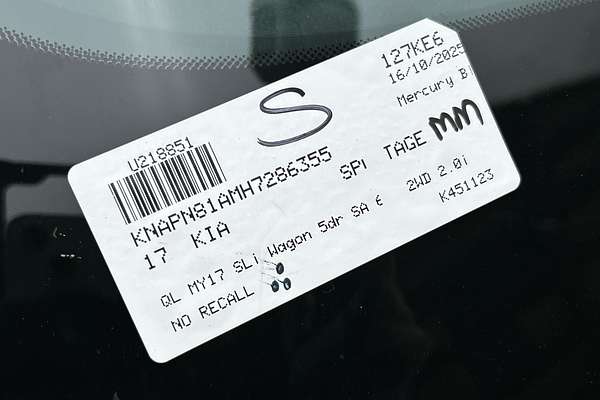 127KE6
16/10/2025
Mercury B
S
U218851
KNAPN81AMH7286355
SPI TAGE MM
17 KIA
QL MY17 SLi Wagon 5dr SA 6 2WD 2.0i
NO RECALL K451123